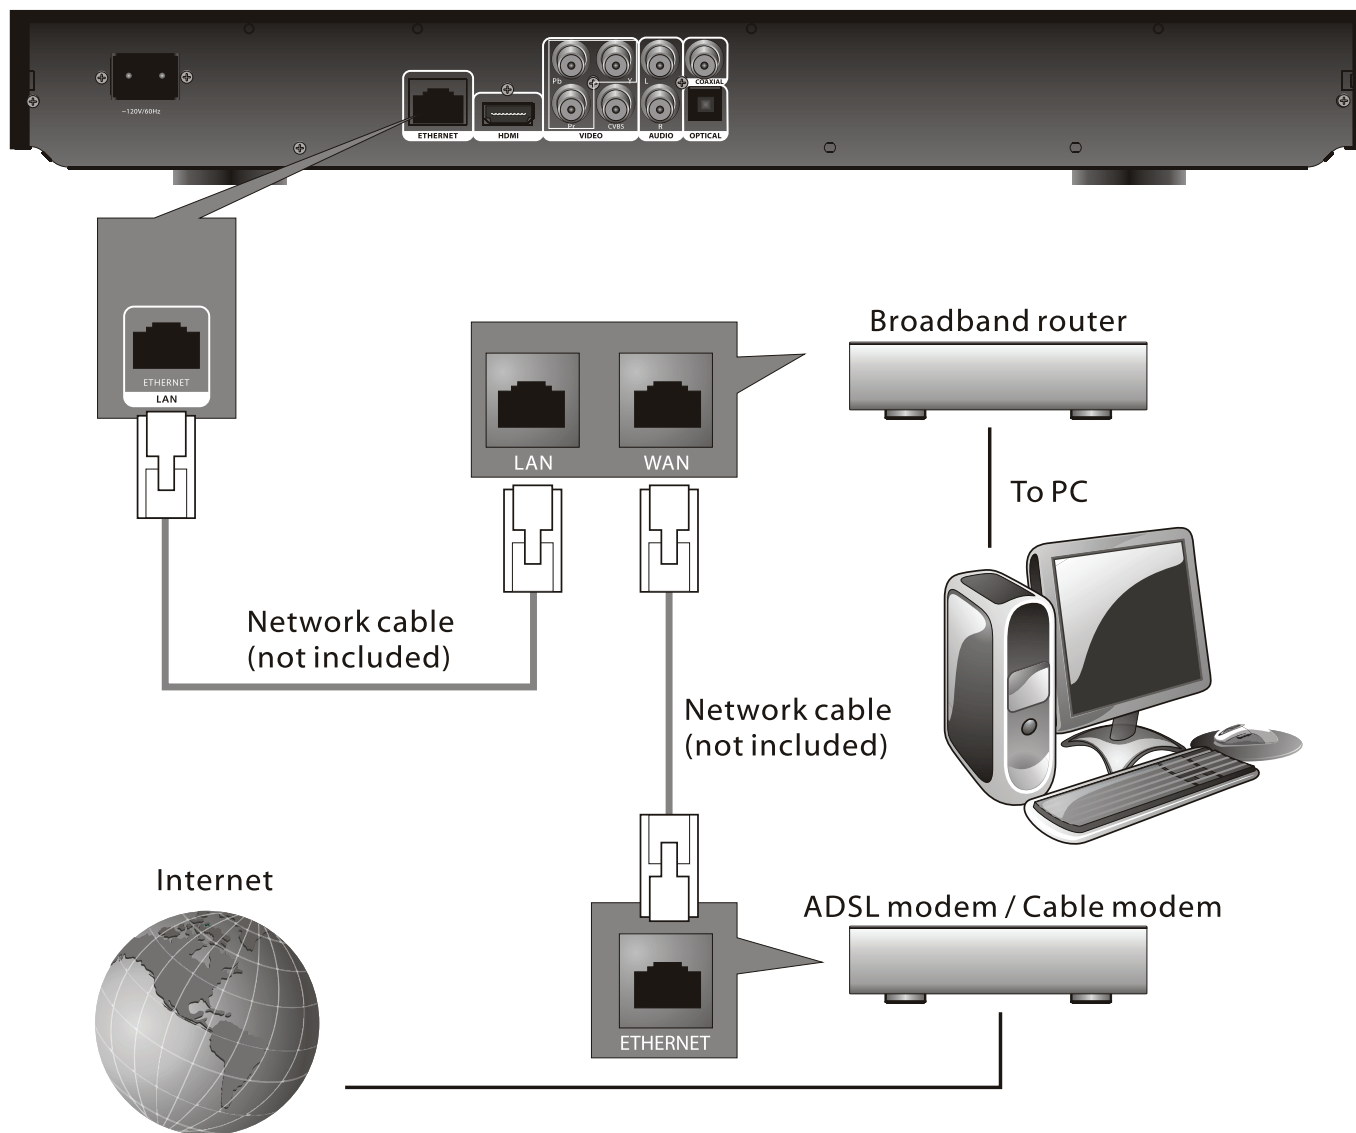 ~120V/60Hz
Pb
Y
L
COAXIAL
Pr
CVBS
R
ETHERNET
HDMI
VIDEO
AUDIO
OPTICAL
ETHERNET
LAN
LAN
WAN
Broadband router
To PC
Network cable
(not included)
Network cable
(not included)
Internet
ADSL modem / Cable modem
ETHERNET